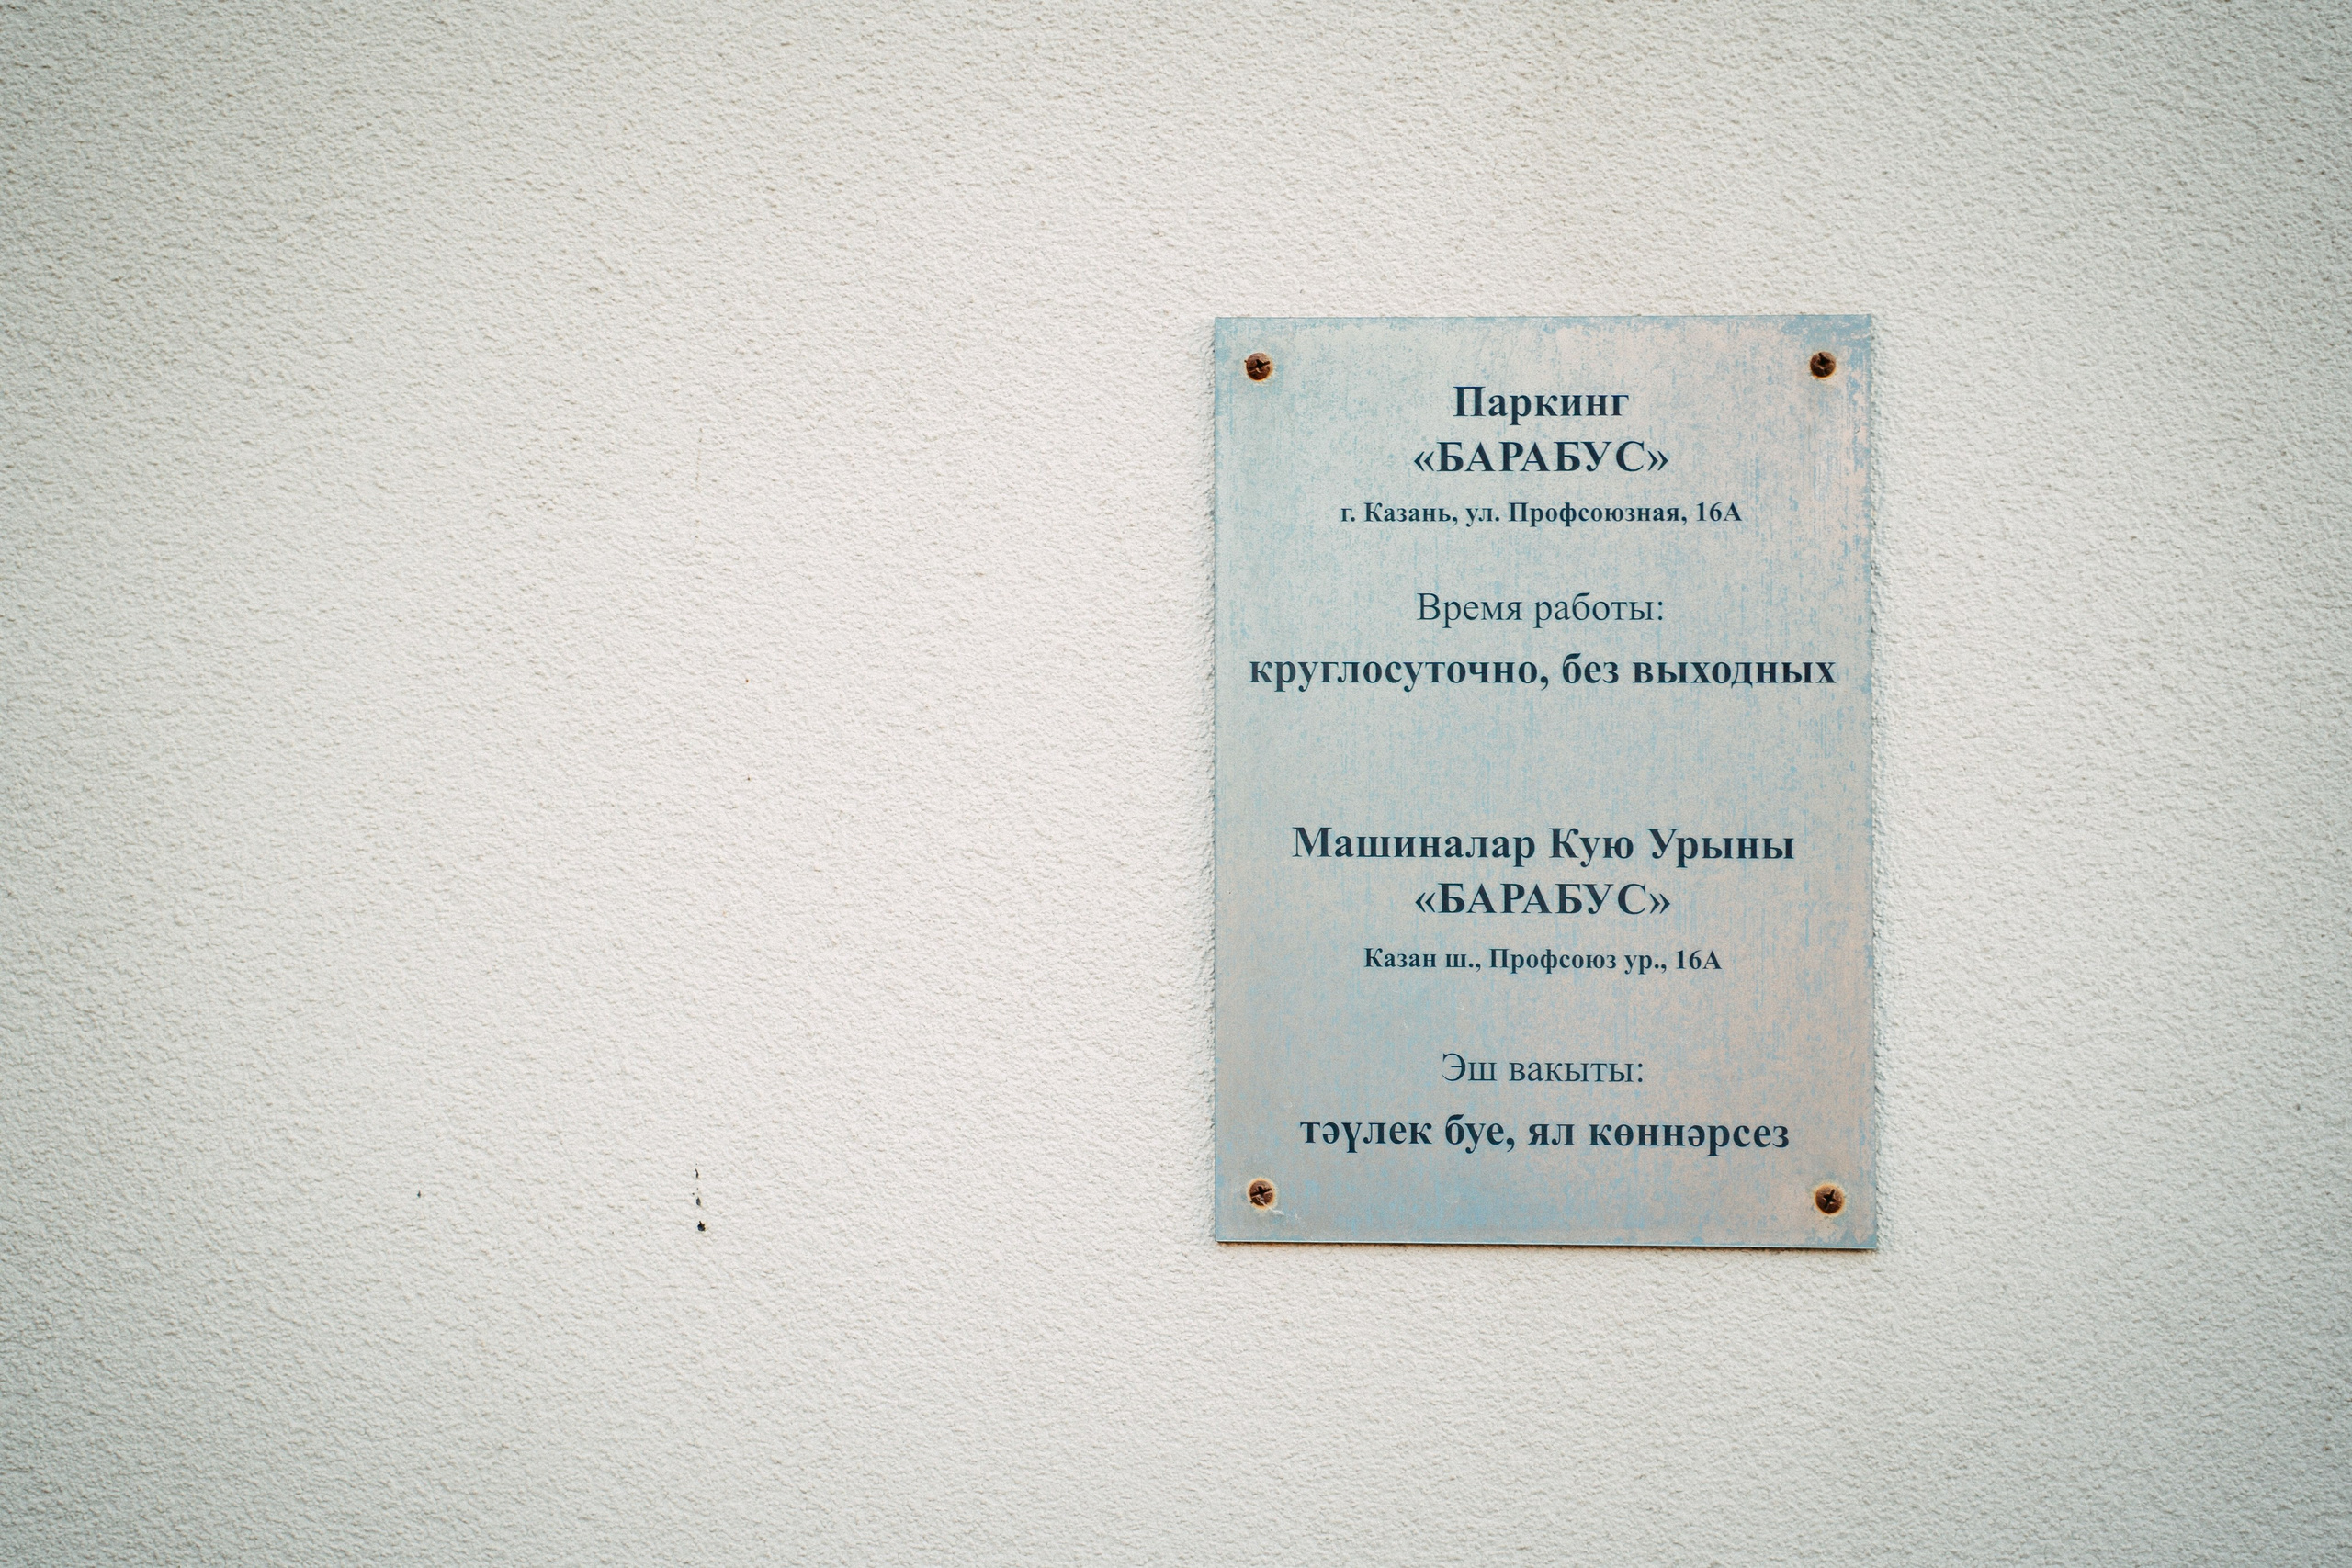 Паркинг
«БАРАБУС»
г. Казань, ул. Профсоюзная, 16А
Время работы:
круглосуточно, без выходных
Машиналар Кую Урыны
«БАРАБУС»
Казан ш., Профсоюз ур., 16А
Эш вакыты:
тәүлек буе, ял көннәрсез